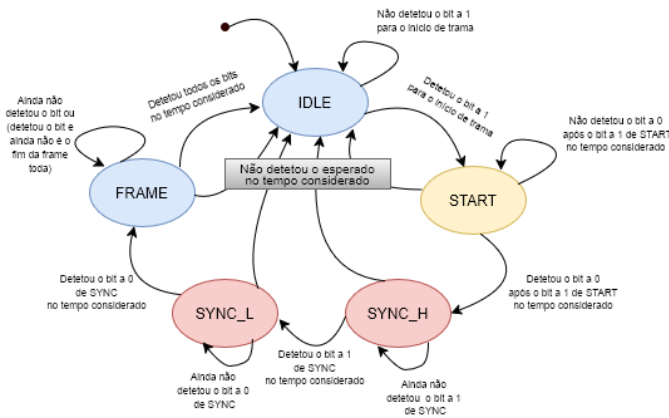 Não detetou o bit a 1
para o início de trama
IDLE
Detetou todos os bits
no tempo considerado
Detetou o bit a 1
para o início de trama
Ainda não
detetou o bit ou
(detetou o bit e
ainda não é o
fim da frame
toda)
Não detetou o bit a 0
após o bit a 1 de START
no tempo considerado
Não detetou o esperado
no tempo considerado
FRAME
START
Detetou o bit a 0
de SYNC
no tempo considerado
Detetou o bit a 0
após o bit a 1 de START
no tempo considerado
SYNC_L
SYNC_H
Detetou o bit a 1
de SYNC
no tempo considerado
Ainda não
detetou o bit a 0
de SYNC
Ainda não
detetou o bit a 1
de SYNC